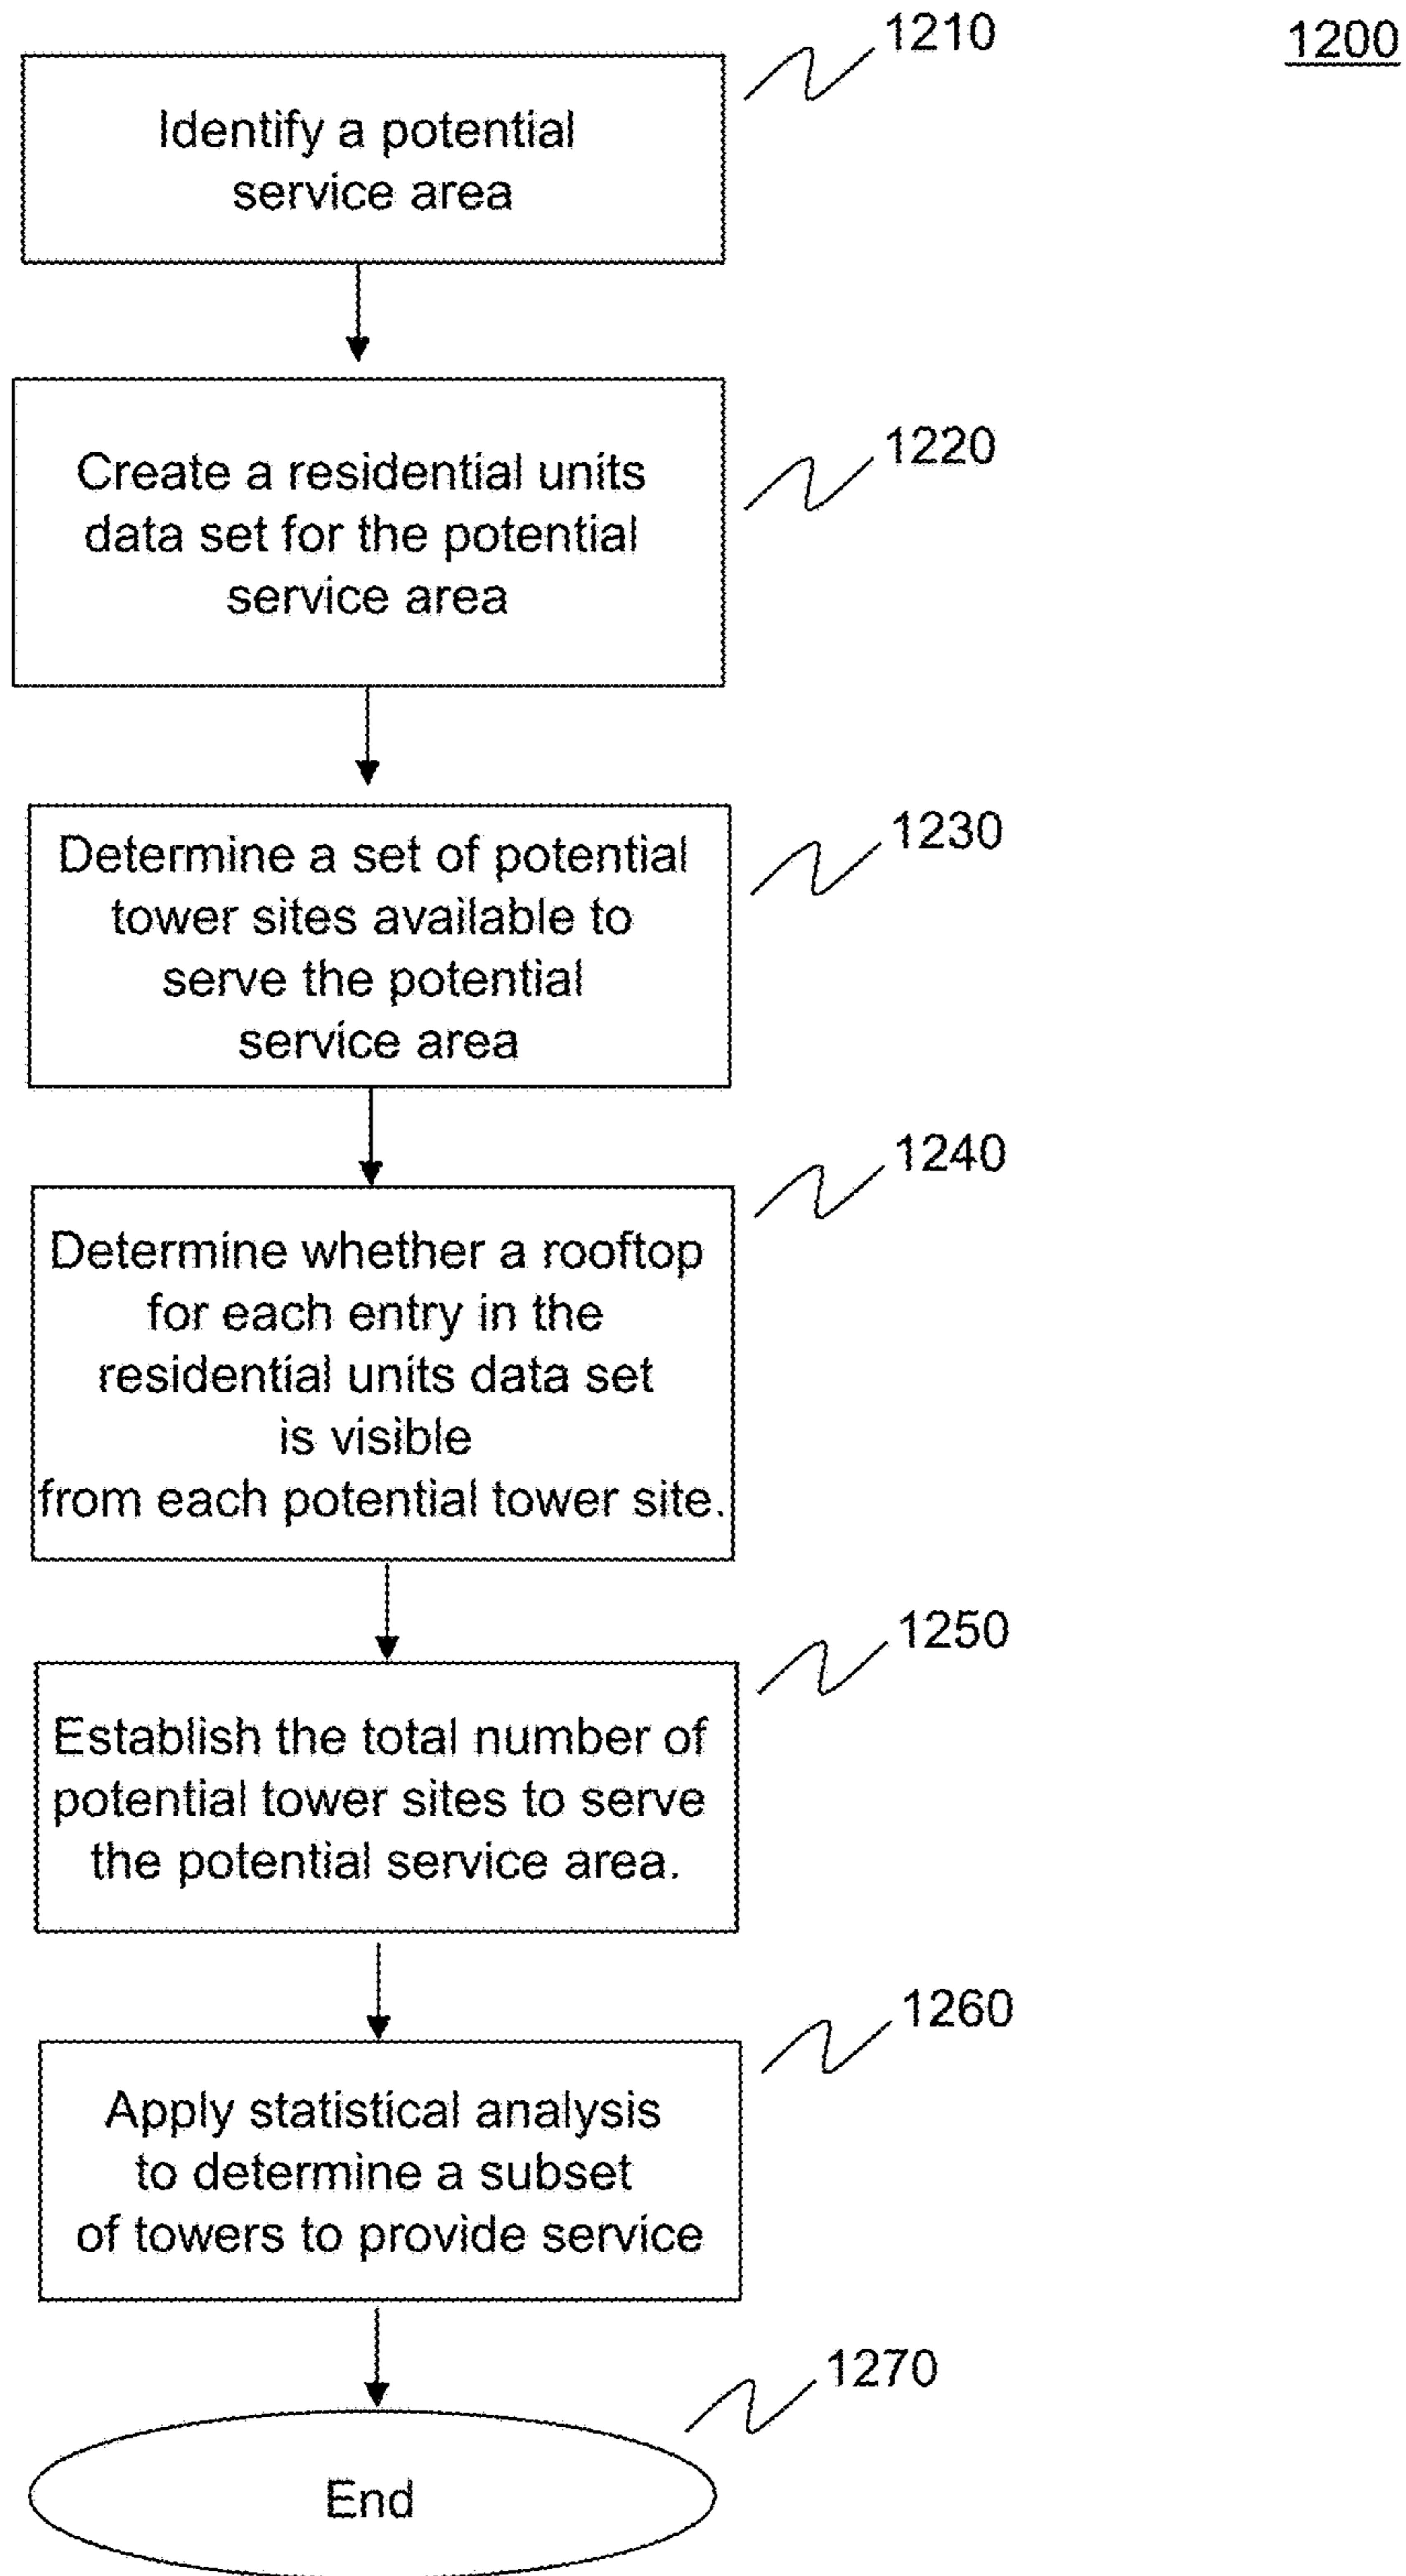 1200
1210
Identify a potential
service area
1220
Create a residential units
data set for the potential
service area
1230
Determine a set of potential
tower sites available to
serve the potential
service area
1240
Determine whether a rooftop
for each entry in the
residential units data set
is visible
from each potential tower site.
1250
Establish the total number of
potential tower sites to serve
the potential service area.
1260
Apply statistical analysis
to determine a subset
of towers to provide service
1270
End